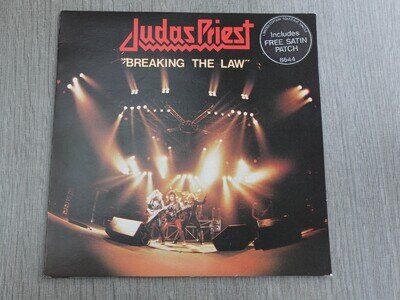 Judas Priest
"BREAKING THE LAW"
Includes
FREE SATIN
PATCH
8644